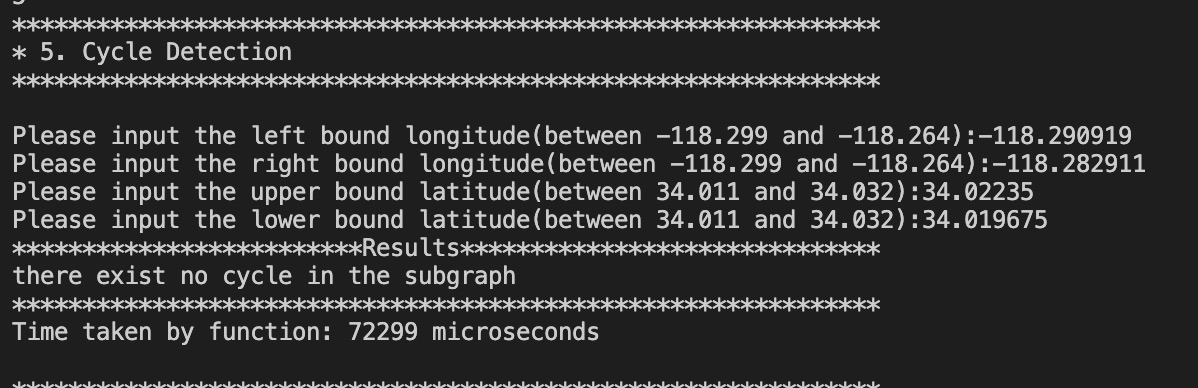 **************************************************************
* 5. Cycle Detection
**************************************************************
Please input the left bound longitude(between -118.299 and -118.264):-118.290919
Please input the right bound longitude(between -118.299 and -118.264):-118.282911
Please input the upper bound latitude(between 34.011 and 34.032):34.02235
Please input the lower bound latitude(between 34.011 and 34.032):34.019675
*************************Results******************************
there exist no cycle in the subgraph
**************************************************************
Time taken by function: 72299 microseconds
**************************************************************